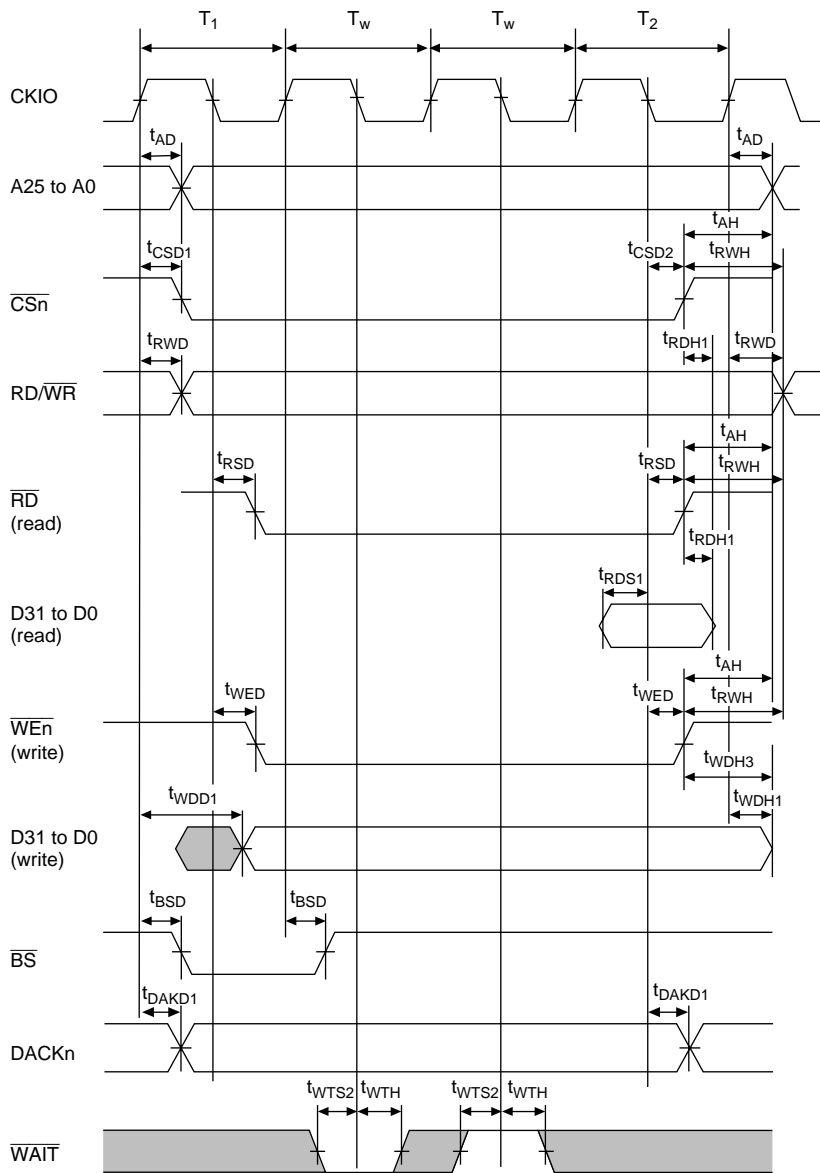 T1 Tw Tw T2
CKIO
tAD tAD
A25 to A0
tAH
tCSD1 tCSD2 tRWH
CSn
tRWD tRDH1 tRWD
RD/WR
tAH
tRSD tRSD tRWH
RD
(read)
tRDH1
tRDS1
D31 to D0
(read)
tAH
tWED tWED tRWH
WEn
(write)
tWDH3
tWDD1 tWDH1
D31 to D0
(write)
tBSD tBSD
BS
tDAKD1 tDAKD1
DACKn
tWTS2 tWTH tWTS2 tWTH
WAIT